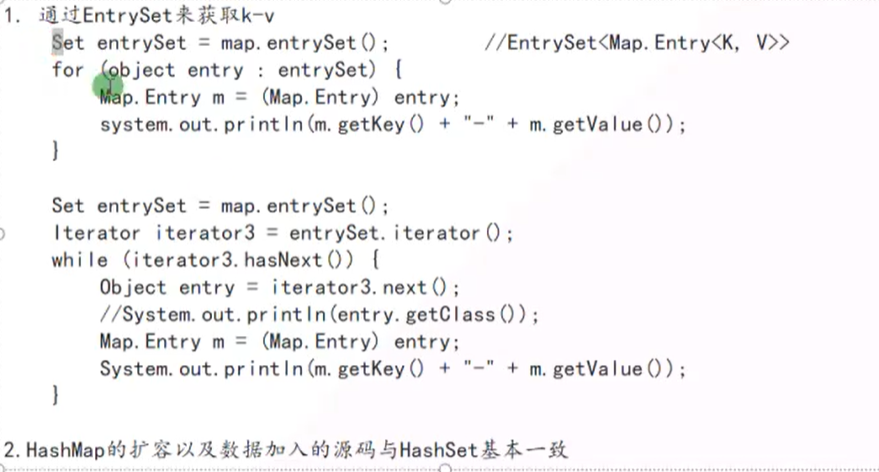 1. 通过EntrySet来获取k-v
Set entrySet = map.entrySet(); //EntrySet<Map.Entry<K, V>>
for (object entry : entrySet) {
Map.Entry m = (Map.Entry) entry;
system.out.println(m.getKey() + "-" + m.getValue());
}
Set entrySet = map.entrySet();
Iterator iterator3 = entrySet.iterator();
while (iterator3.hasNext()) {
Object entry = iterator3.next();
//System.out.println(entry.getClass());
Map.Entry m = (Map.Entry) entry;
System.out.println(m.getKey() + "-" + m.getValue());
}
2.HashMap的扩容以及数据加入的源码与HashSet基本一致